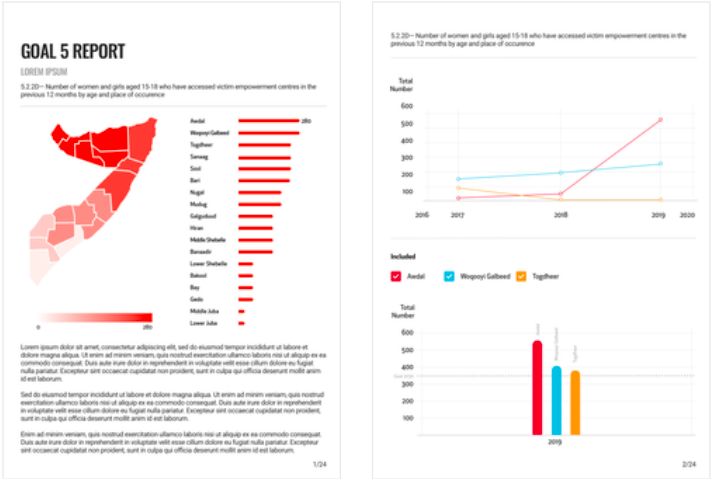 GOAL 5 REPORT
LOREM IPSUM
5.2.2D— Number of women and girls aged 15-18 who have accessed victim empowerment centres in the
previous 12 months by age and place of occurence
Awdal 280
Woqooyi Galbeed
Togdheer
Sanaag
Sool
Bari
Nugal
Mudug
Galguduud
Hiran
Middle Shebelle
Banaadir
Lower Shebelle
Bakool
Bay
Gedo
Middle Juba
Lower Juba
0 280
Lorem ipsum dolor sit amet, consectetur adipiscing elit, sed do eiusmod tempor incididunt ut labore et
dolore magna aliqua. Ut enim ad minim veniam, quis nostrud exercitation ullamco laboris nisi ut aliquip ex ea
commodo consequat. Duis aute irure dolor in reprehenderit in voluptate velit esse cillum dolore eu fugiat
nulla pariatur. Excepteur sint occaecat cupidatat non proident, sunt in culpa qui officia deserunt mollit anim
id est laborum.
Sed do eiusmod tempor incididunt ut labore et dolore magna aliqua. Ut enim ad minim veniam, quis nostrud
exercitation ullamco laboris nisi ut aliquip ex ea commodo consequat. Duis aute irure dolor in reprehenderit
in voluptate velit esse cillum dolore eu fugiat nulla pariatur. Excepteur sint occaecat cupidatat non proident,
sunt in culpa qui officia deserunt mollit anim id est laborum.
Enim ad minim veniam, quis nostrud exercitation ullamco laboris nisi ut aliquip ex ea commodo consequat.
Duis aute irure dolor in reprehenderit in voluptate velit esse cillum dolore eu fugiat nulla pariatur. Excepteur
sint occaecat cupidatat non proident, sunt in culpa qui officia deserunt mollit anim id est laborum.
1/24
5.2.2D— Number of women and girls aged 15-18 who have accessed victim empowerment centres in the
previous 12 months by age and place of occurence
Total
Number
600
500
400
300
200
100
2016 2017 2018 2019 2020
Included
Awdal Woqooyi Galbeed Togdheer
Total
Number
600
500
400
300
200
100
Awdal
Woqooyi Galbeed
Togdheer
2019
2/24